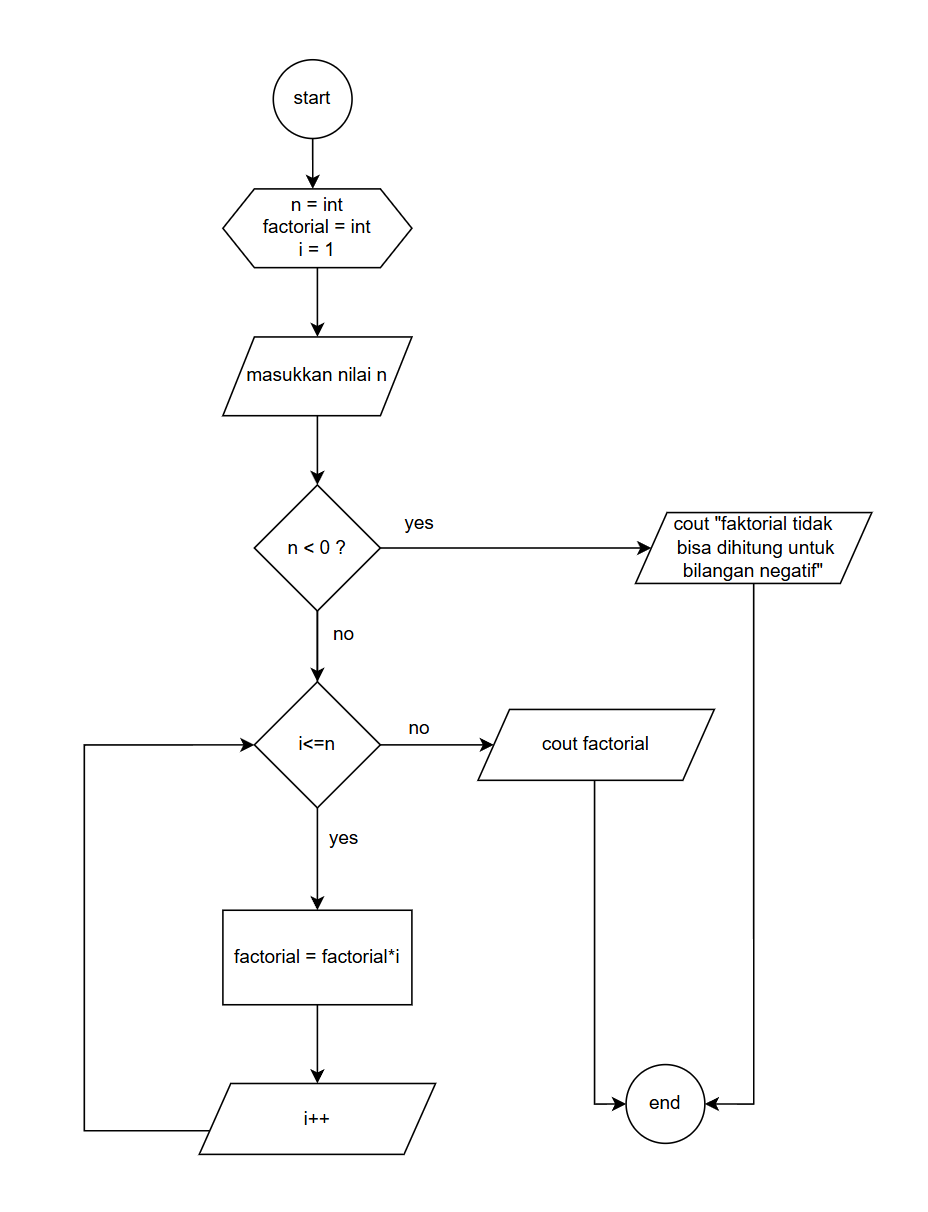 start
n = int
factorial = int
i = 1
masukkan nilai n
n < 0 ?
yes
cout "faktorial tidak
bisa dihitung untuk
bilangan negatif"
no
i<=n
no
cout factorial
yes
factorial = factorial*i
i++
end